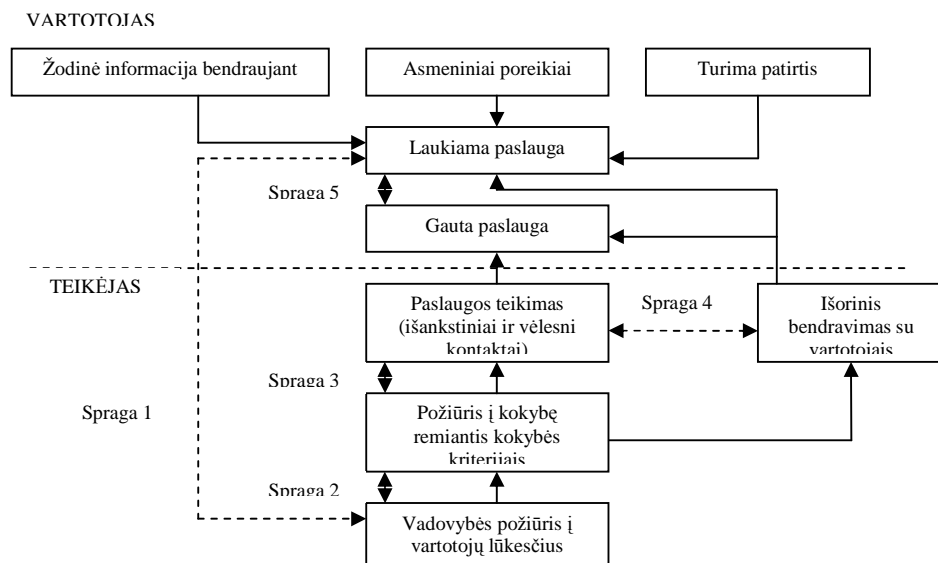 VARTOTOJAS
Žodinė informacija bendraujant
Asmeniniai poreikiai
Turima patirtis
Laukiama paslauga
Spraga 5
Gauta paslauga
TEIKĖJAS
Paslaugos teikimas
(išankstiniai ir vėlesni
kontaktai)
Spraga 4
Išorinis
bendravimas su
vartotojais
Spraga 3
Spraga 1
Požiūris į kokybę
remiantis kokybės
kriterijais
Spraga 2
Vadovybės požiūris į
vartotojų lūkesčius